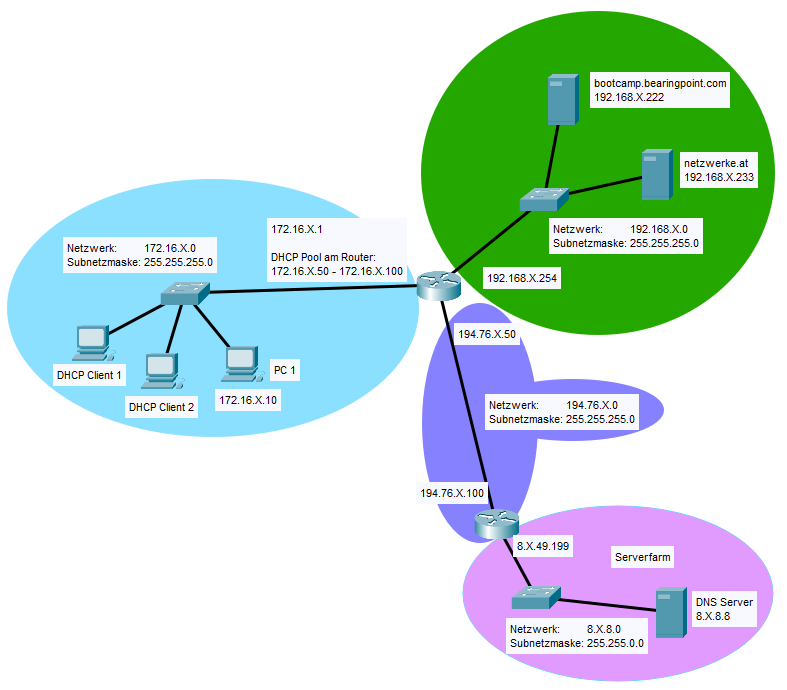 bootcamp.bearingpoint.com
192.168.X.222
netzwerke.at
192.168.X.233
Netzwerk: 192.168.X.0
Subnetzmaske: 255.255.255.0
192.168.X.254
172.16.X.1
DHCP Pool am Router:
172.16.X.50 - 172.16.X.100
Netzwerk: 172.16.X.0
Subnetzmaske: 255.255.255.0
DHCP Client 1
DHCP Client 2
PC 1
172.16.X.10
194.76.X.50
Netzwerk: 194.76.X.0
Subnetzmaske: 255.255.255.0
194.76.X.100
8.X.49.199
Serverfarm
DNS Server
8.X.8.8
Netzwerk: 8.X.8.0
Subnetzmaske: 255.255.0.0